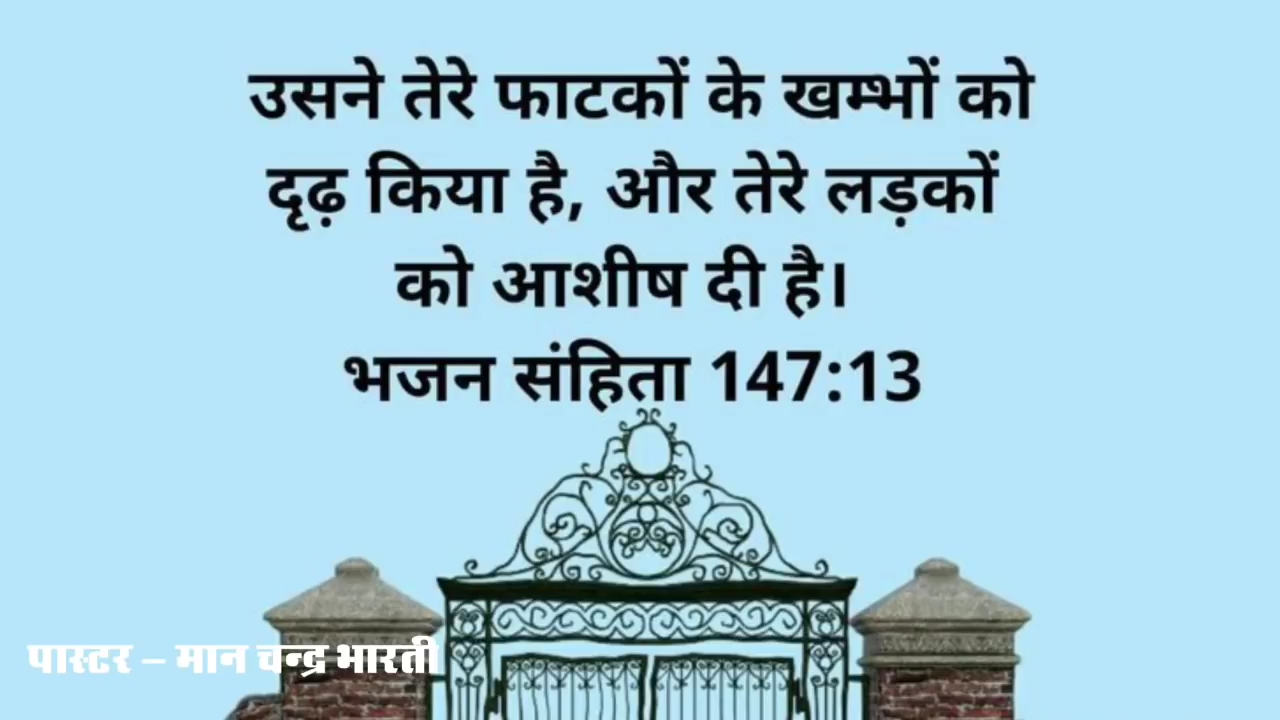 उसने तेरे फाटकों के खम्भों को
दृढ़ किया है, और तेरे लड़कों
को आशीष दी है।
भजन संहिता 147:13
पास्टर – मान चन्द्र भारती